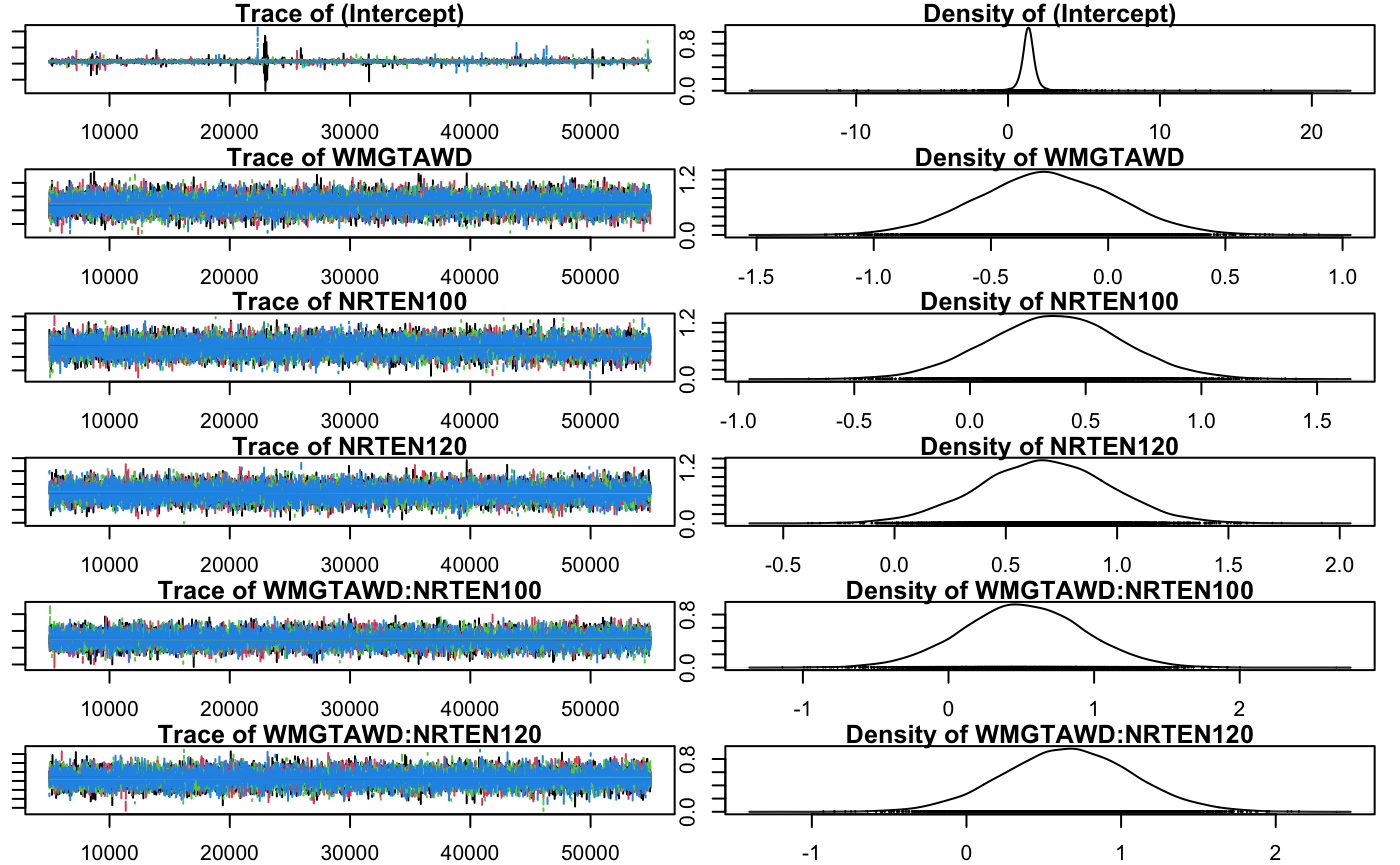 Trace of (Intercept) Density of (Intercept)
0.0 0.8
10000 20000 30000 40000 50000 -10 0 10 20
Trace of WMGTAWD Density of WMGTAWD
0.0 1.2
10000 20000 30000 40000 50000 -1.5 -1.0 -0.5 0.0 0.5 1.0
Trace of NRTEN100 Density of NRTEN100
0.0 1.2
10000 20000 30000 40000 50000 -1.0 -0.5 0.0 0.5 1.0 1.5
Trace of NRTEN120 Density of NRTEN120
0.0 1.2
10000 20000 30000 40000 50000 -0.5 0.0 0.5 1.0 1.5 2.0
Trace of WMGTAWD:NRTEN100 Density of WMGTAWD:NRTEN100
0.0 0.8
10000 20000 30000 40000 50000 -1 0 1 2
Trace of WMGTAWD:NRTEN120 Density of WMGTAWD:NRTEN120
0.0 0.8
10000 20000 30000 40000 50000 -1 0 1 2